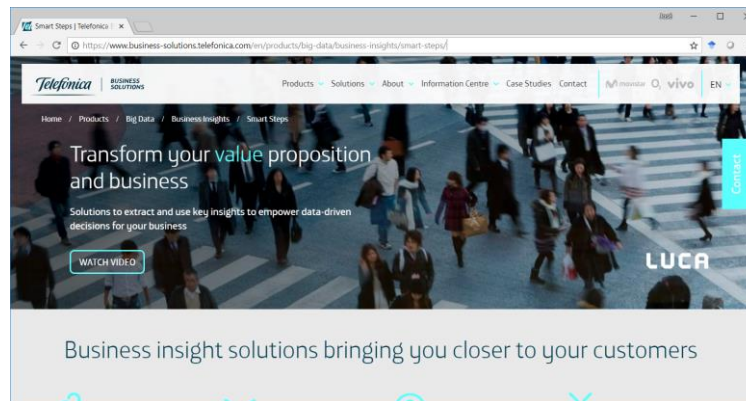 Smart Steps | Telefonica
https://www.business-solutions.telefonica.com/en/products/big-data/business-insights/smart-steps/
Telefónica | BUSINESS SOLUTIONS
Products Solutions About Information Centre Case Studies Contact movistar O2 vivo EN
Home / Products / Big Data / Business Insights / Smart Steps
Transform your value proposition
and business
Solutions to extract and use key insights to empower data-driven
decisions for your business
Contact
WATCH VIDEO
LUCA
Business insight solutions bringing you closer to your customers